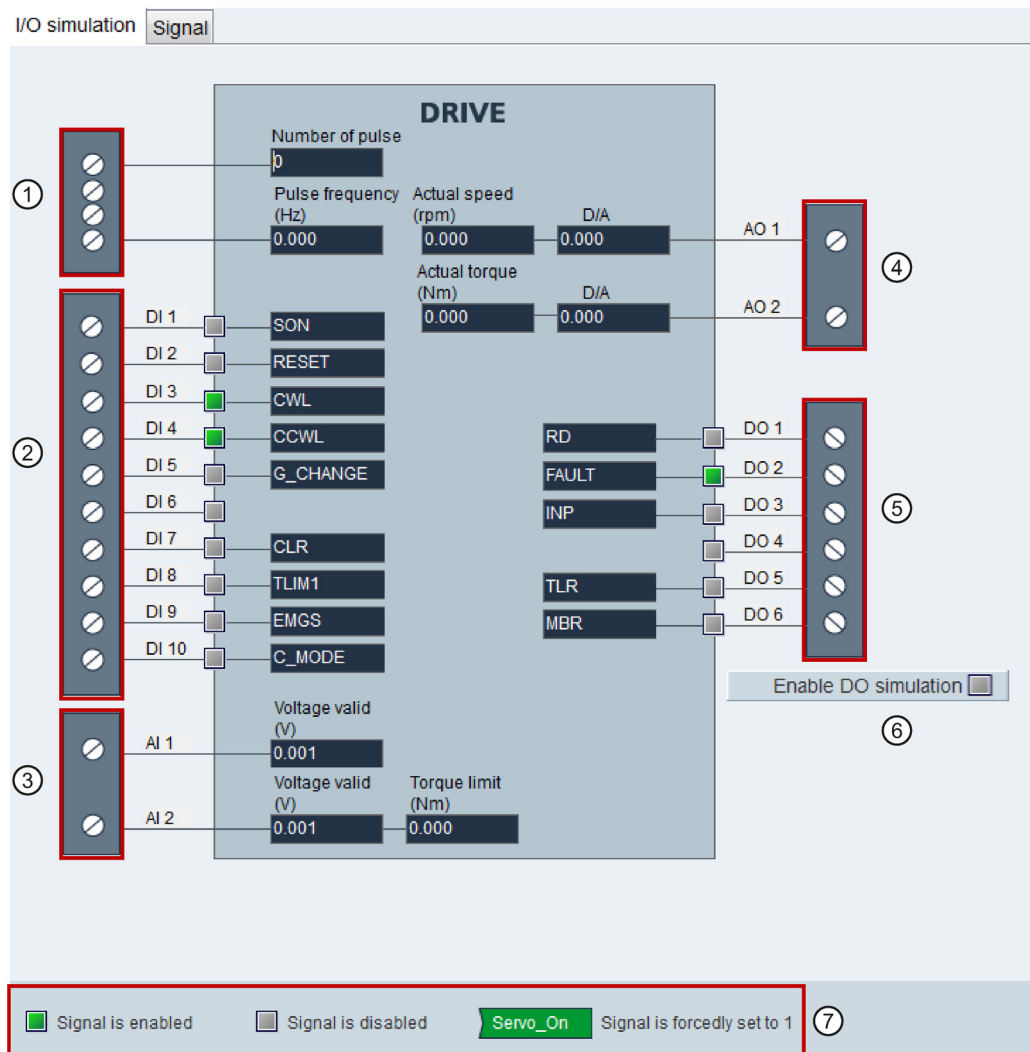 I/O simulation Signal
DRIVE
Number of pulse
0
Pulse frequency
(Hz)
0.000
Actual speed
(rpm)
0.000
D/A
0.000
AO 1
Actual torque
(Nm)
0.000
D/A
0.000
AO 2
1
2
3
4
5
6
7
DI 1 SON
DI 2 RESET
DI 3 CWL
DI 4 CCWL
DI 5 G_CHANGE
DI 6
DI 7 CLR
DI 8 TLIM1
DI 9 EMGS
DI 10 C_MODE
RD DO 1
FAULT DO 2
INP DO 3
DO 4
TLR DO 5
MBR DO 6
Enable DO simulation
Voltage valid
(V)
AI 1 0.001
Voltage valid
(V)
AI 2 0.001
Torque limit
(Nm)
0.000
Signal is enabled
Signal is disabled
Servo_On Signal is forcedly set to 1